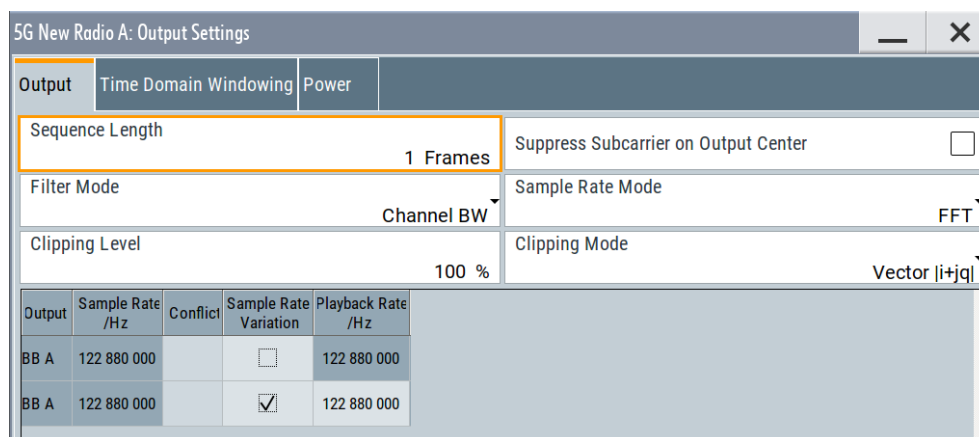 5G New Radio A: Output Settings
Output Time Domain Windowing Power
Sequence Length
1 Frames
Suppress Subcarrier on Output Center
Filter Mode
Channel BW
Sample Rate Mode
FFT
Clipping Level
100 %
Clipping Mode
Vector |i+jq|
Output Sample Rate /Hz Conflict Sample Rate Variation Playback Rate /Hz
BB A 122 880 000 122 880 000
BB A 122 880 000 122 880 000